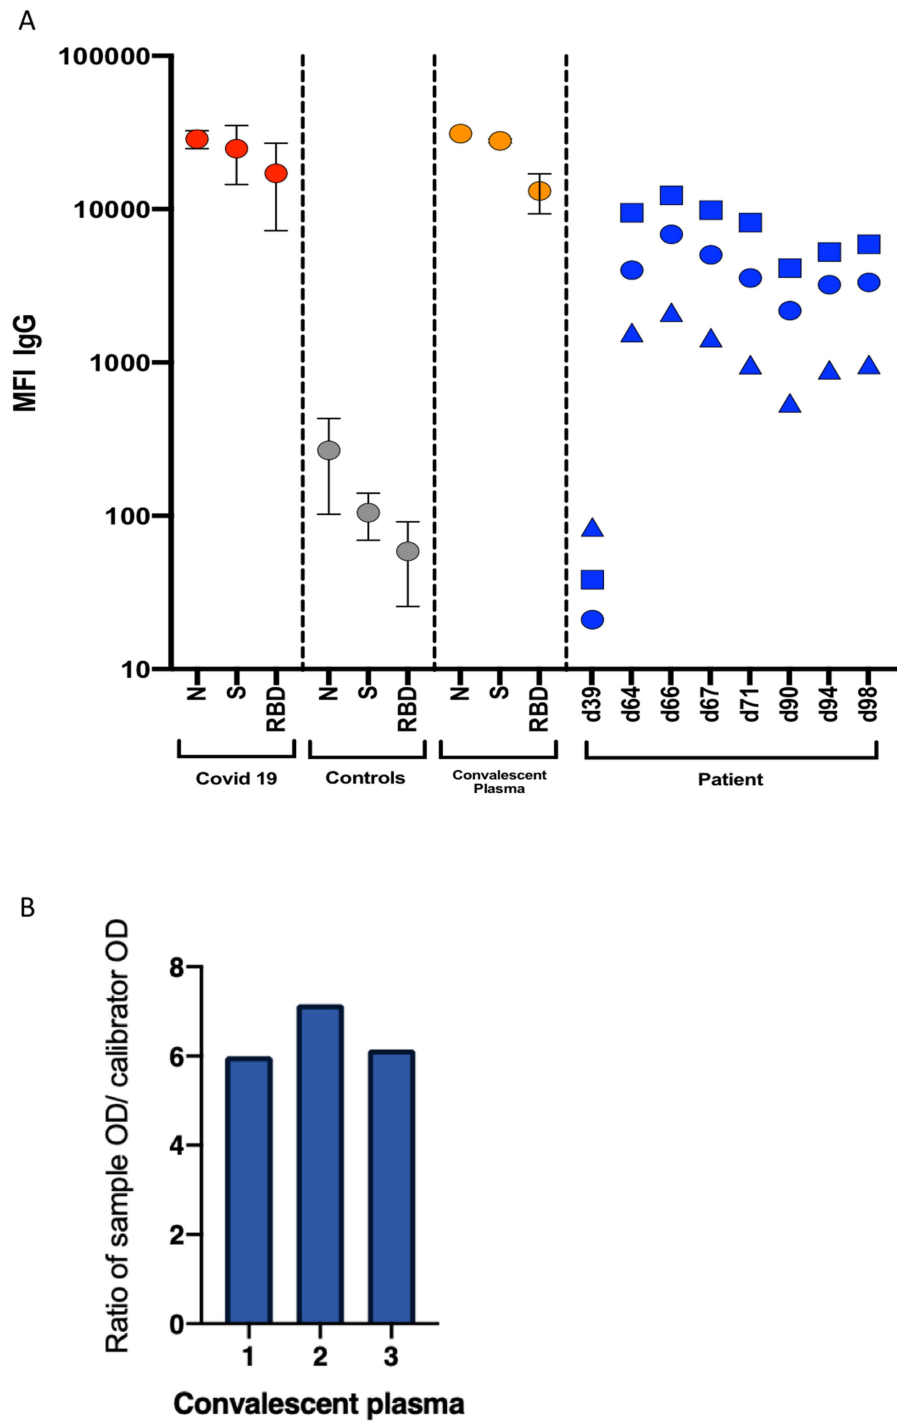 A
MFI IgG
100000
10000
1000
100
10
N S RBD N S RBD N S RBD d39 d64 d66 d67 d71 d90 d94 d98
Covid 19 Controls Convalescent Plasma Patient
B
Ratio of sample OD/ calibrator OD
8
6
4
2
0
1 2 3
Convalescent plasma